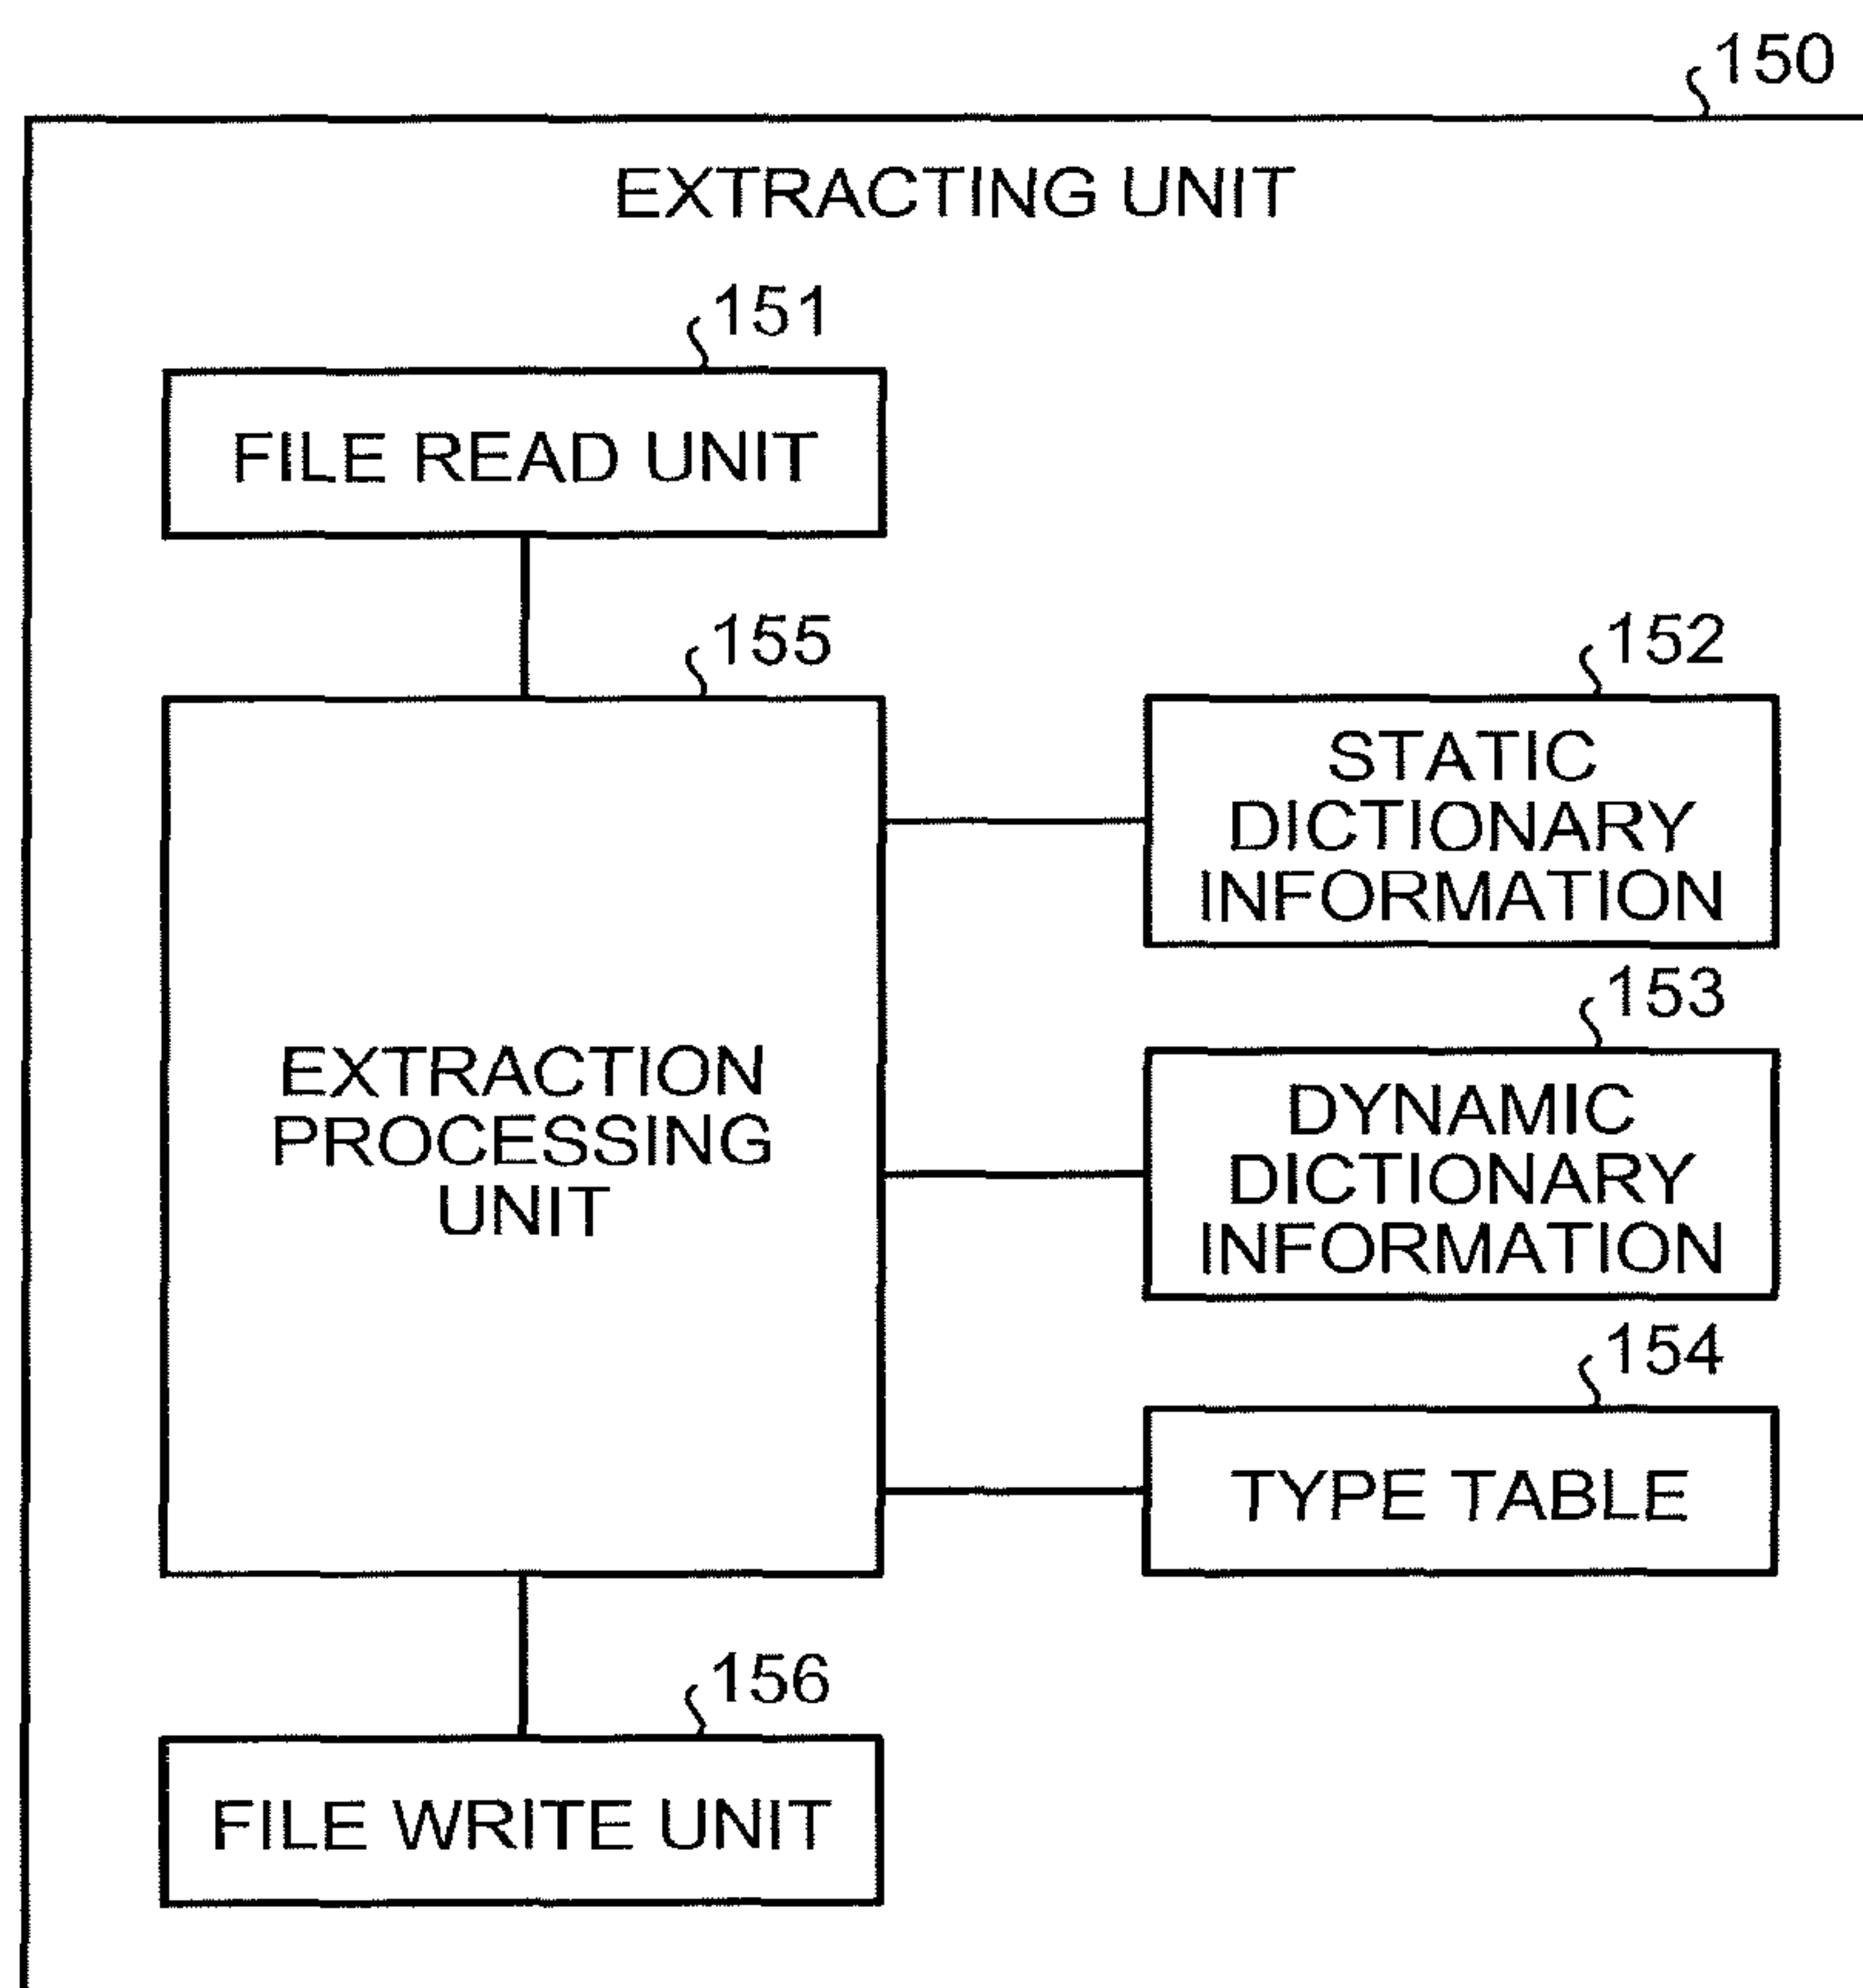 150
EXTRACTING UNIT
151
FILE READ UNIT
155
EXTRACTION
PROCESSING
UNIT
152
STATIC
DICTIONARY
INFORMATION
153
DYNAMIC
DICTIONARY
INFORMATION
154
TYPE TABLE
156
FILE WRITE UNIT